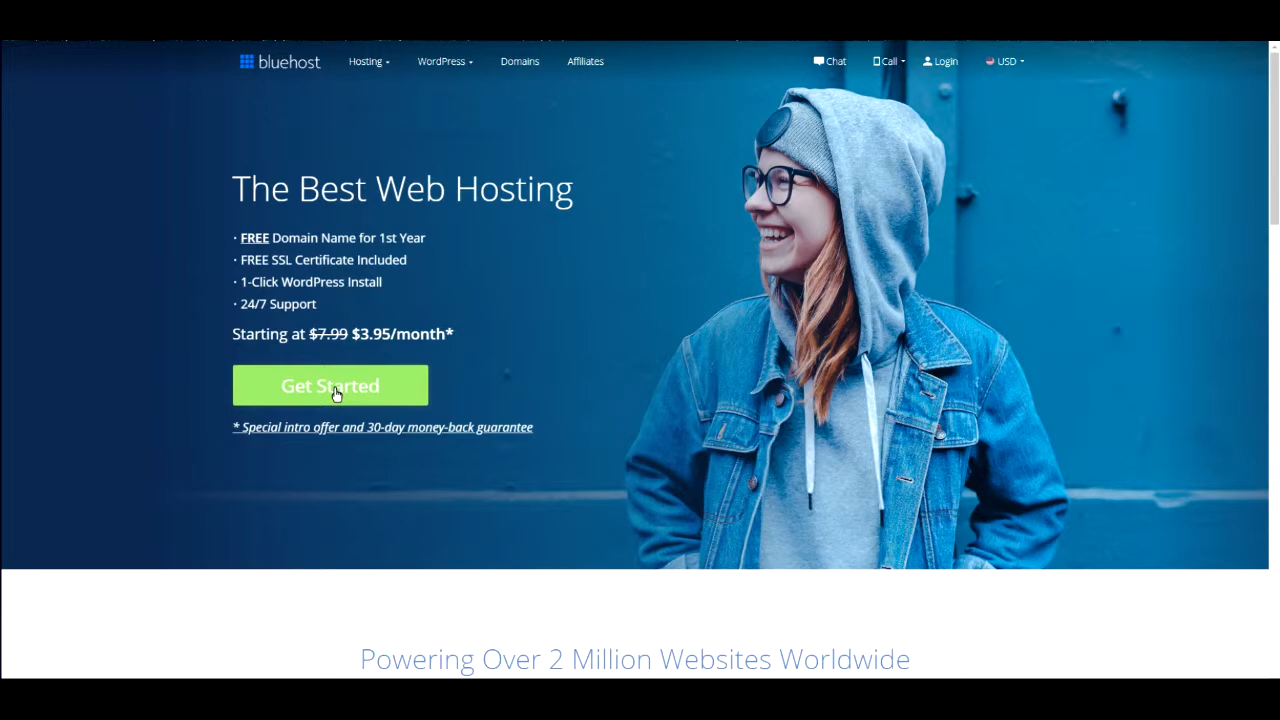 bluehost Hosting WordPress Domains Affiliates Chat Call Login USD
The Best Web Hosting
· FREE Domain Name for 1st Year
· FREE SSL Certificate Included
· 1-Click WordPress Install
· 24/7 Support
Starting at $7.99 $3.95/month*
Get Started
* Special intro offer and 30-day money-back guarantee
Powering Over 2 Million Websites Worldwide